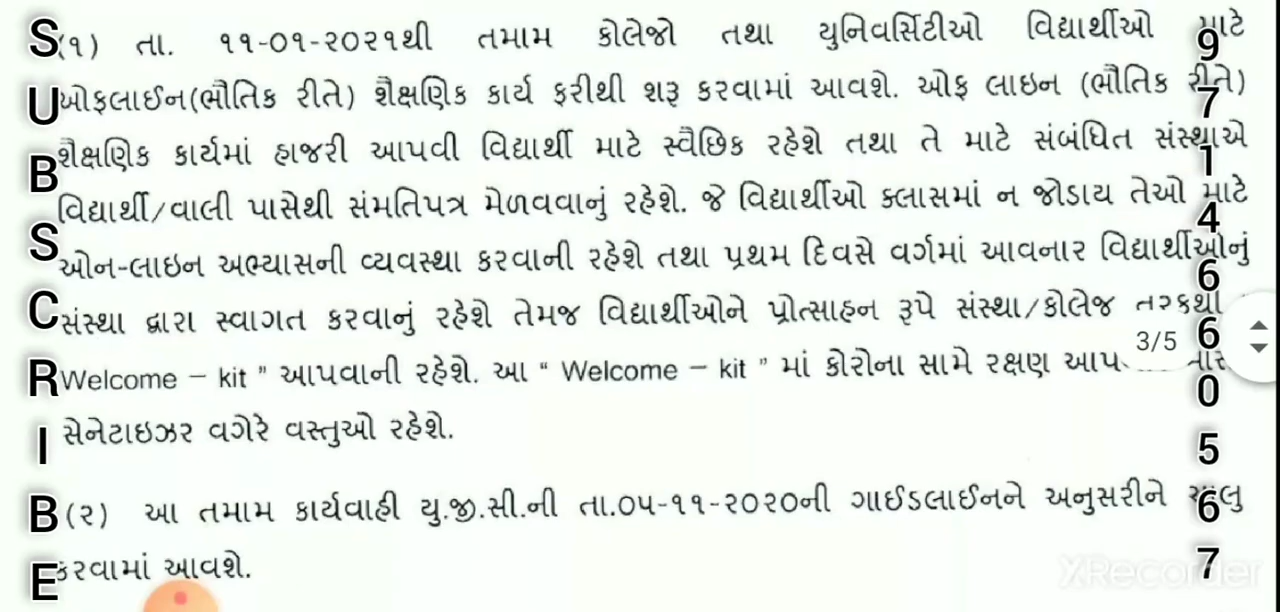 (૧) તા. ૧૧-૦૧-૨૦૨૧થી તમામ કોલેજો તથા યુનિવર્સિટીઓ વિદ્યાર્થીઓ માટે
ઓફલાઈન(ભૌતિક રીતે) શૈક્ષણિક કાર્ય ફરીથી શરૂ કરવામાં આવશે. ઓફ લાઇન (ભૌતિક રીતે)
શૈક્ષણિક કાર્યમાં હાજરી આપવી વિદ્યાર્થી માટે સ્વૈછિક રહેશે તથા તે માટે સંબંધિત સંસ્થાએ
વિદ્યાર્થી/વાલી પાસેથી સંમતિપત્ર મેળવવાનું રહેશે. જે વિદ્યાર્થીઓ ક્લાસમાં ન જોડાય તેઓ માટે
ઓન-લાઇન અભ્યાસની વ્યવસ્થા કરવાની રહેશે તથા પ્રથમ દિવસે વર્ગમાં આવનાર વિદ્યાર્થીઓનું
સંસ્થા દ્વારા સ્વાગત કરવાનું રહેશે તેમજ વિદ્યાર્થીઓને પ્રોત્સાહન રૂપે સંસ્થા/કોલેજ તરફથી
Welcome – kit ” આપવાની રહેશે. આ “ Welcome – kit ” માં કોરોના સામે રક્ષણ
સેનેટાઇઝર વગેરે વસ્તુઓ રહેશે.
(૨) આ તમામ કાર્યવાહી યુ.જી.સી.ની તા.૦૫-૧૧-૨૦૨૦ની ગાઈડલાઈનને અનુસરીને ચાલુ
કરવામાં આવશે.
SUBSCRIBE
9714660567
3/5
XRecorder